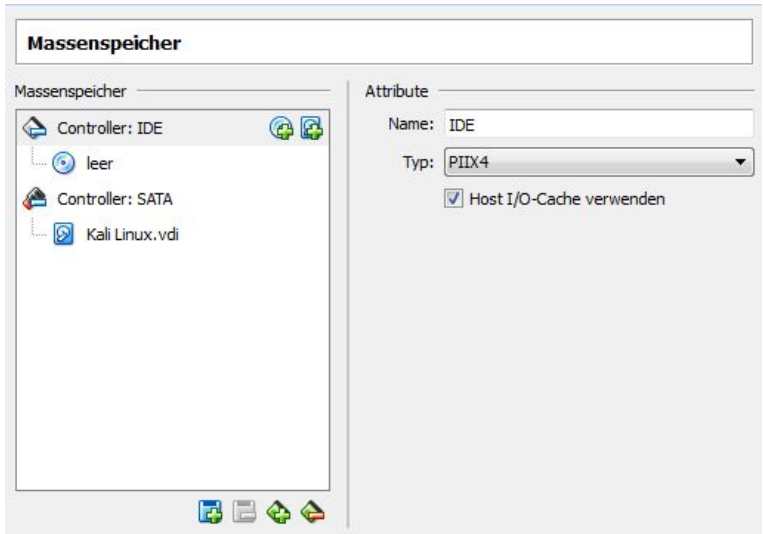 Massenspeicher
Massenspeicher
Controller: IDE
leer
Controller: SATA
Kali Linux.vdi
Attribute
Name: IDE
Typ: PIIX4
Host I/O-Cache verwenden